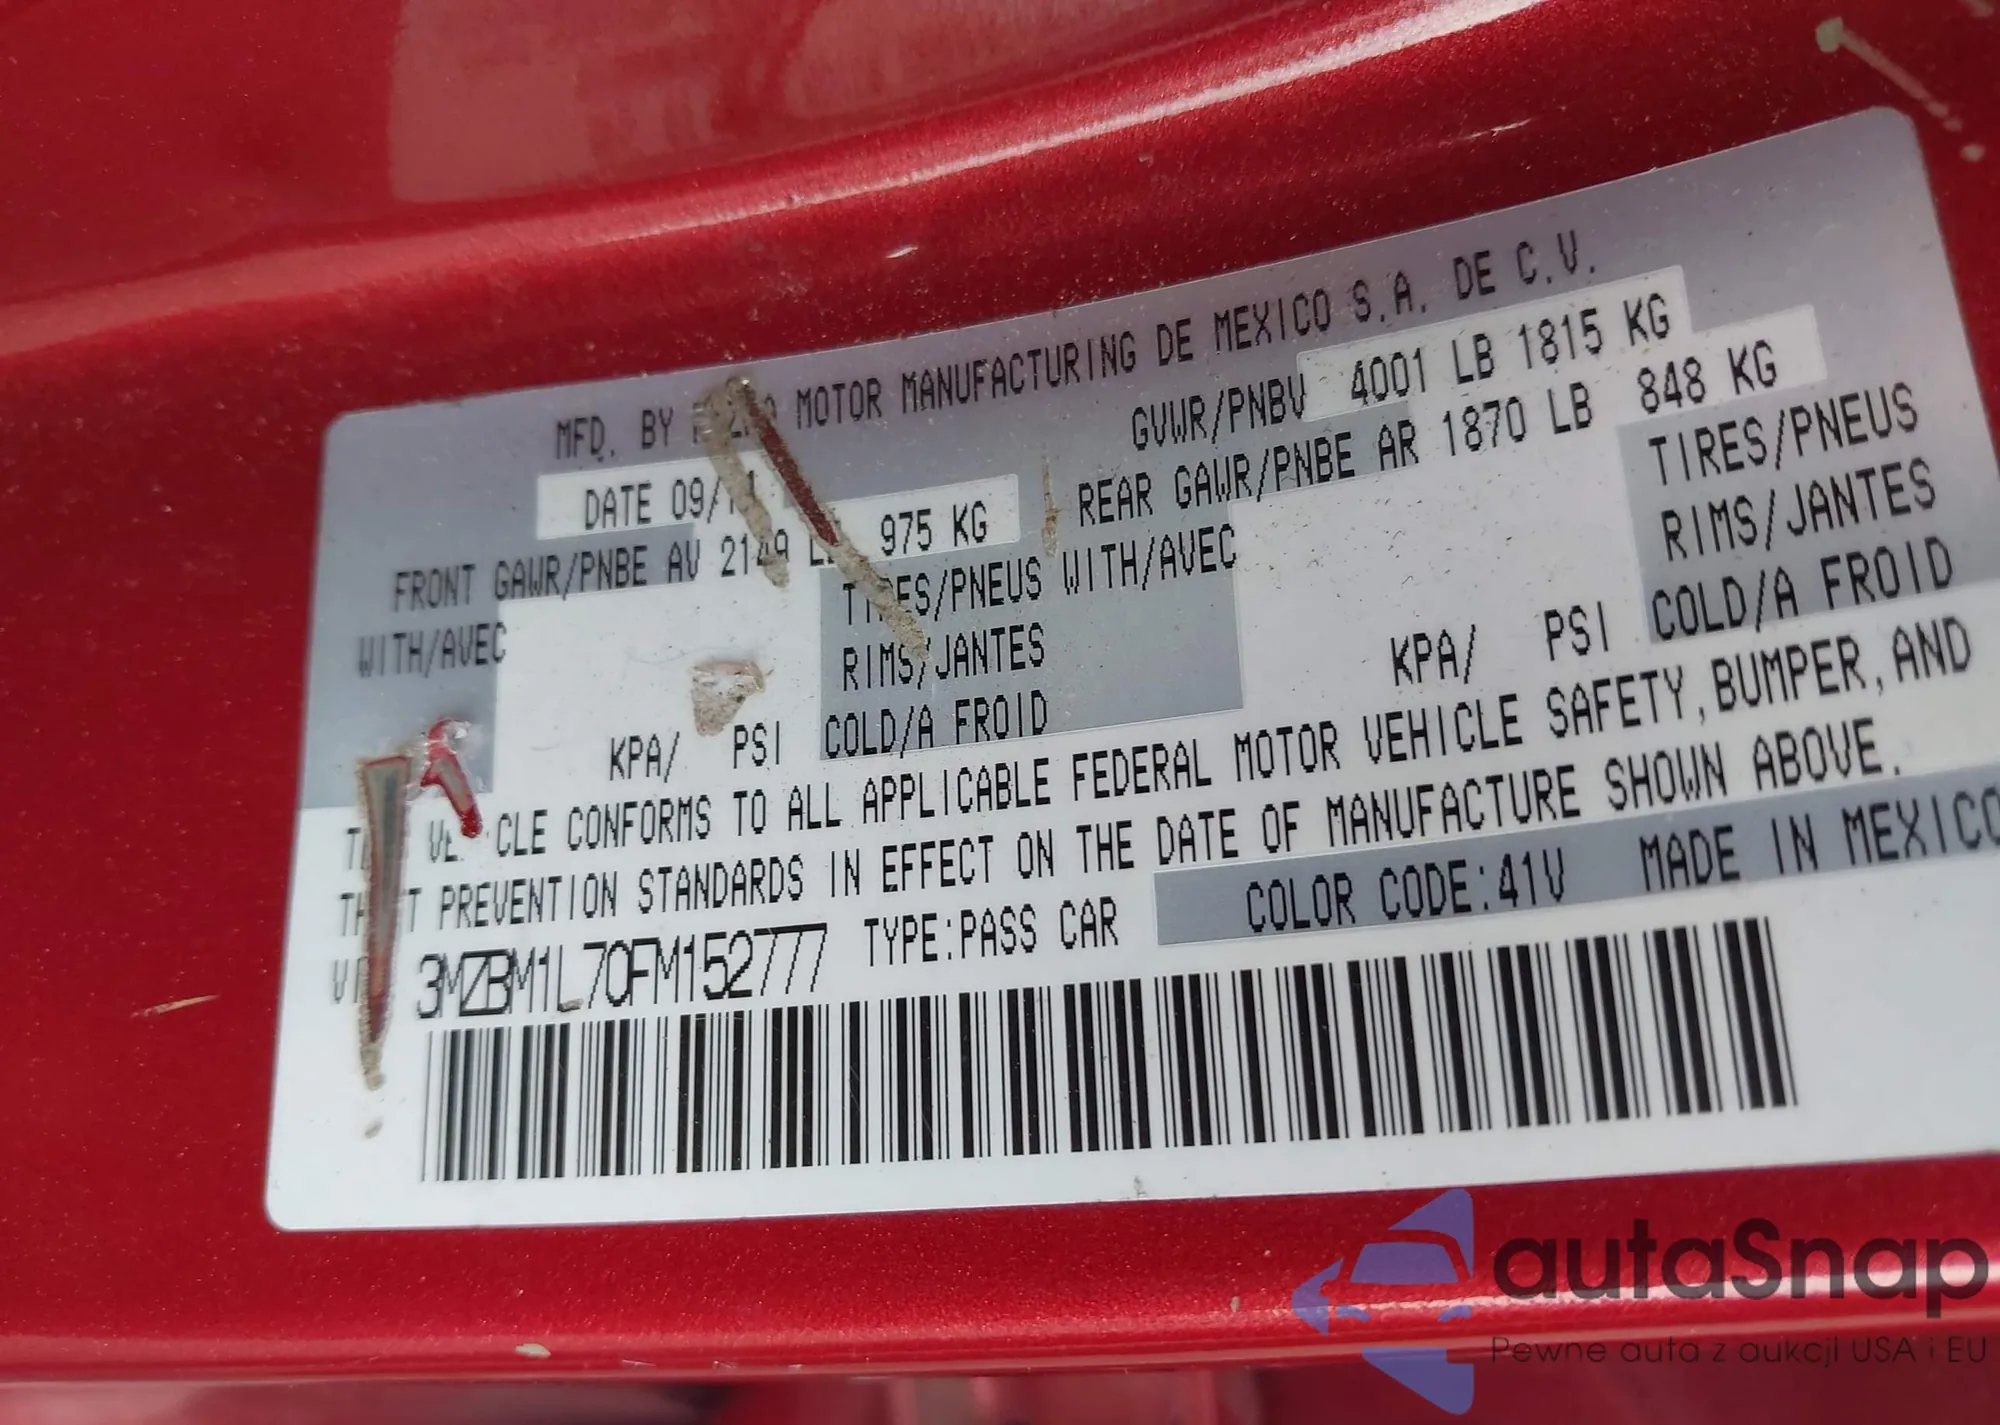 MFD. BY MOTOR MANUFACTURING DE MEXICO S.A. DE C.V.
DATE GVWR/PNBV 4001 LB 1815 KG
FRONT GAWR/PNBE AV 2149 975 KG REAR GAWR/PNBE AR 1870 LB 848 KG
WITH/AVEC TIRES/PNEUS WITH/AVEC TIRES/PNEUS
RIMS/JANTES RIMS/JANTES
KPA/ PSI COLD/A FROID KPA/ PSI COLD/A FROID
CONFORMS TO ALL APPLICABLE FEDERAL MOTOR VEHICLE SAFETY, BUMPER, AND
PREVENTION STANDARDS IN EFFECT ON THE DATE OF MANUFACTURE SHOWN ABOVE.
3MZBM1L70FM152777 TYPE:PASS CAR COLOR CODE:41V MADE IN MEXICO
autaSnap
Pewne auta z aukcji USA i EU